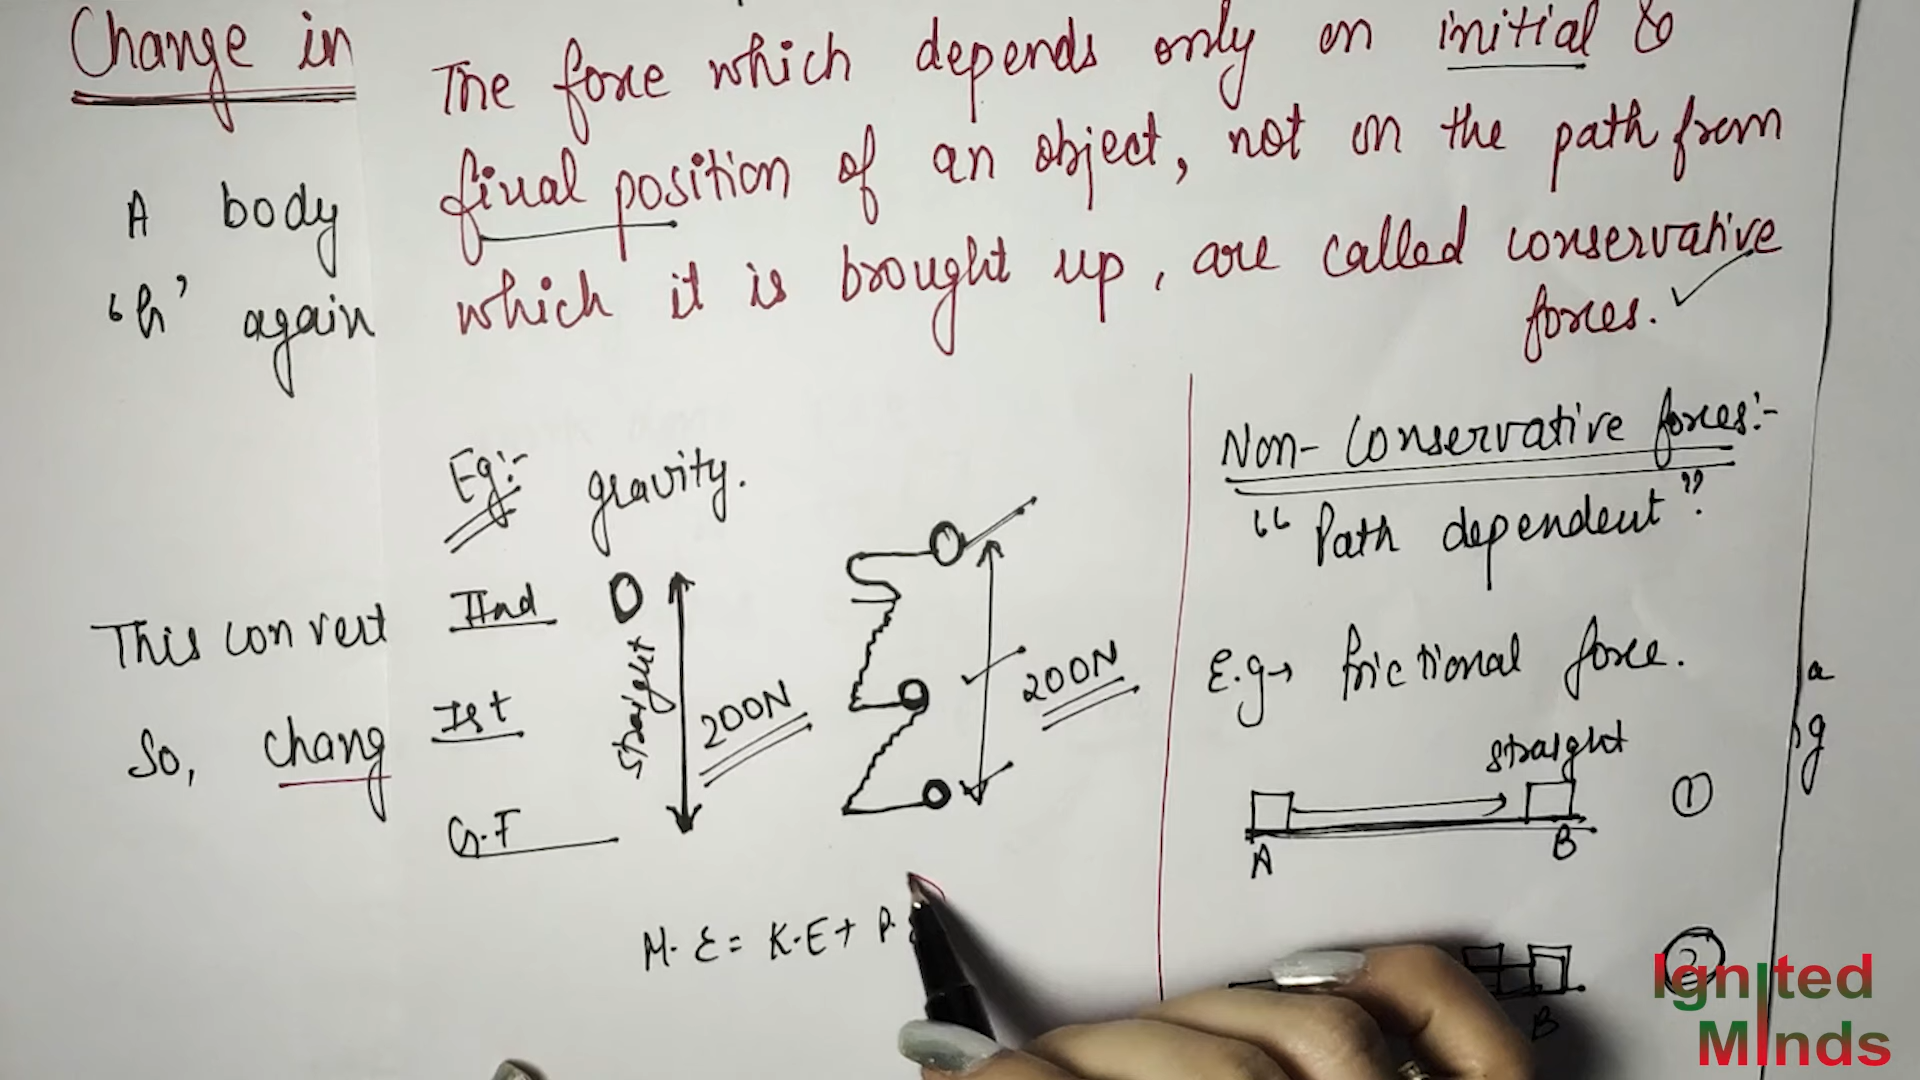 Change in
The force which depends only on initial &
final position of an object, not on the path from
which it is brought up, are called conservative
forces.
A body
"h" again
This convert
So, chang
Eg:- gravity.
IInd
Ist
G.F
straight
200N
200N
M.E = K.E + P.
Non-Conservative forces:-
"Path dependent"
E.g → frictional force.
straight
A B
1
2
B
a
g
Ignited
Minds